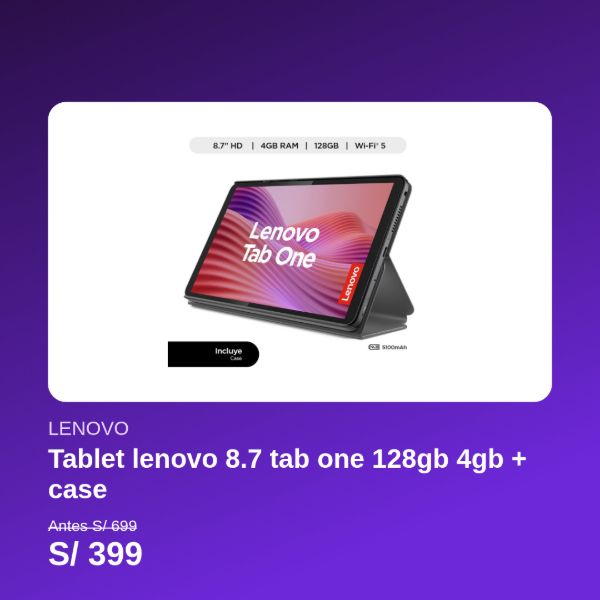 8.7" HD | 4GB RAM | 128GB | Wi-Fi® 5
Lenovo
Tab One
Lenovo
Incluye
Case
5100mAh
LENOVO
Tablet lenovo 8.7 tab one 128gb 4gb +
case
Antes S/ 699
S/ 399